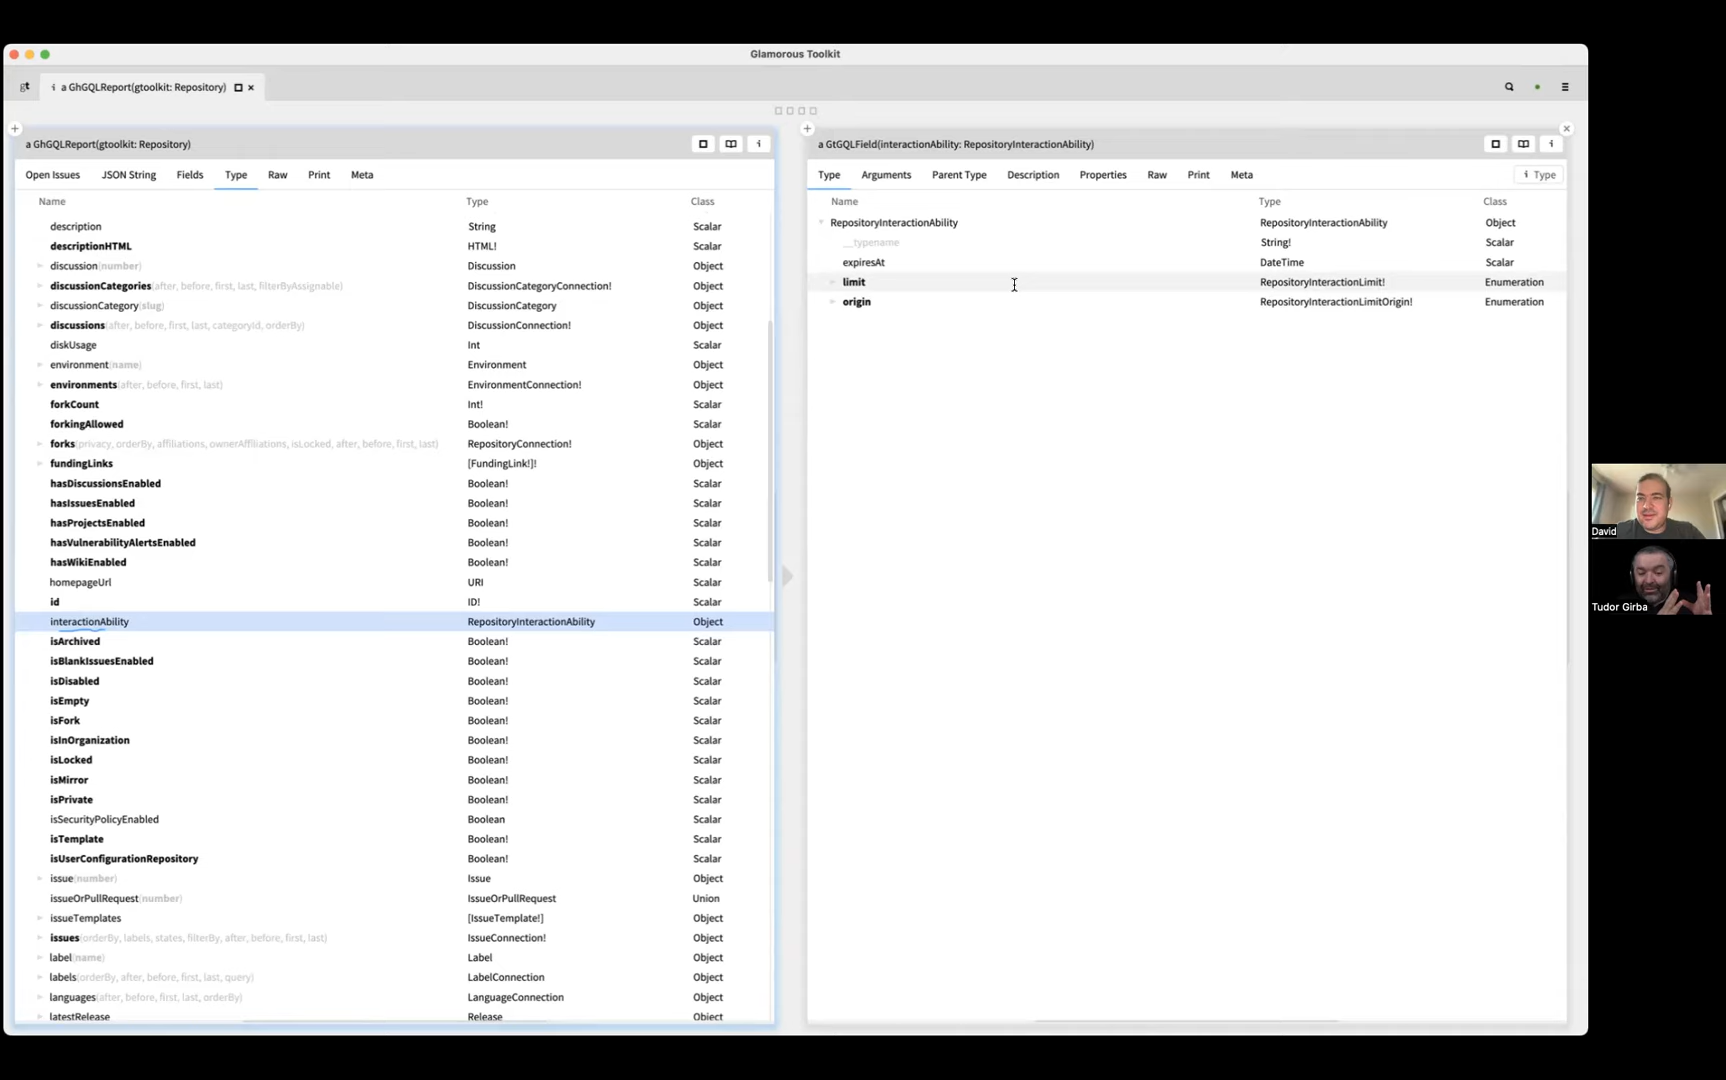 Glamorous Toolkit
gt
i a GhGQLReport(gtoolkit: Repository)
a GhGQLReport(gtoolkit: Repository)
Open Issues JSON String Fields Type Raw Print Meta
Name Type Class
description String Scalar
descriptionHTML HTML! Scalar
discussion(number) Discussion Object
discussionCategories(after, before, first, last, filterByAssignable) DiscussionCategoryConnection! Object
discussionCategory(slug) DiscussionCategory Object
discussions(after, before, first, last, categoryId, orderBy) DiscussionConnection! Object
diskUsage Int Scalar
environment(name) Environment Object
environments(after, before, first, last) EnvironmentConnection! Object
forkCount Int! Scalar
forkingAllowed Boolean! Scalar
forks(privacy, orderBy, affiliations, ownerAffiliations, isLocked, after, before, first, last) RepositoryConnection! Object
fundingLinks [FundingLink!]! Object
hasDiscussionsEnabled Boolean! Scalar
hasIssuesEnabled Boolean! Scalar
hasProjectsEnabled Boolean! Scalar
hasVulnerabilityAlertsEnabled Boolean! Scalar
hasWikiEnabled Boolean! Scalar
homepageUrl URI Scalar
id ID! Scalar
interactionAbility RepositoryInteractionAbility Object
isArchived Boolean! Scalar
isBlankIssuesEnabled Boolean! Scalar
isDisabled Boolean! Scalar
isEmpty Boolean! Scalar
isFork Boolean! Scalar
isInOrganization Boolean! Scalar
isLocked Boolean! Scalar
isMirror Boolean! Scalar
isPrivate Boolean! Scalar
isSecurityPolicyEnabled Boolean Scalar
isTemplate Boolean! Scalar
isUserConfigurationRepository Boolean! Scalar
issue(number) Issue Object
issueOrPullRequest(number) IssueOrPullRequest Union
issueTemplates [IssueTemplate!] Object
issues(orderBy, labels, states, filterBy, after, before, first, last) IssueConnection! Object
label(name) Label Object
labels(orderBy, after, before, first, last, query) LabelConnection Object
languages(after, before, first, last, orderBy) LanguageConnection Object
latestRelease Release Object
a GtGQLField(interactionAbility: RepositoryInteractionAbility)
Type Arguments Parent Type Description Properties Raw Print Meta i Type
Name Type Class
RepositoryInteractionAbility RepositoryInteractionAbility Object
__typename String! Scalar
expiresAt DateTime Scalar
limit RepositoryInteractionLimit! Enumeration
origin RepositoryInteractionLimitOrigin! Enumeration
David
Tudor Girba